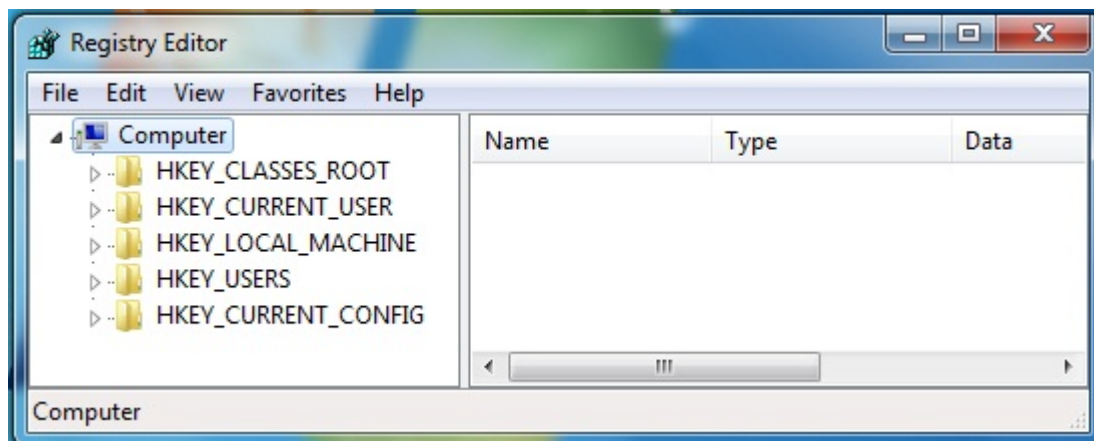 Registry Editor
File Edit View Favorites Help
Computer
HKEY_CLASSES_ROOT
HKEY_CURRENT_USER
HKEY_LOCAL_MACHINE
HKEY_USERS
HKEY_CURRENT_CONFIG
Name Type Data
Computer